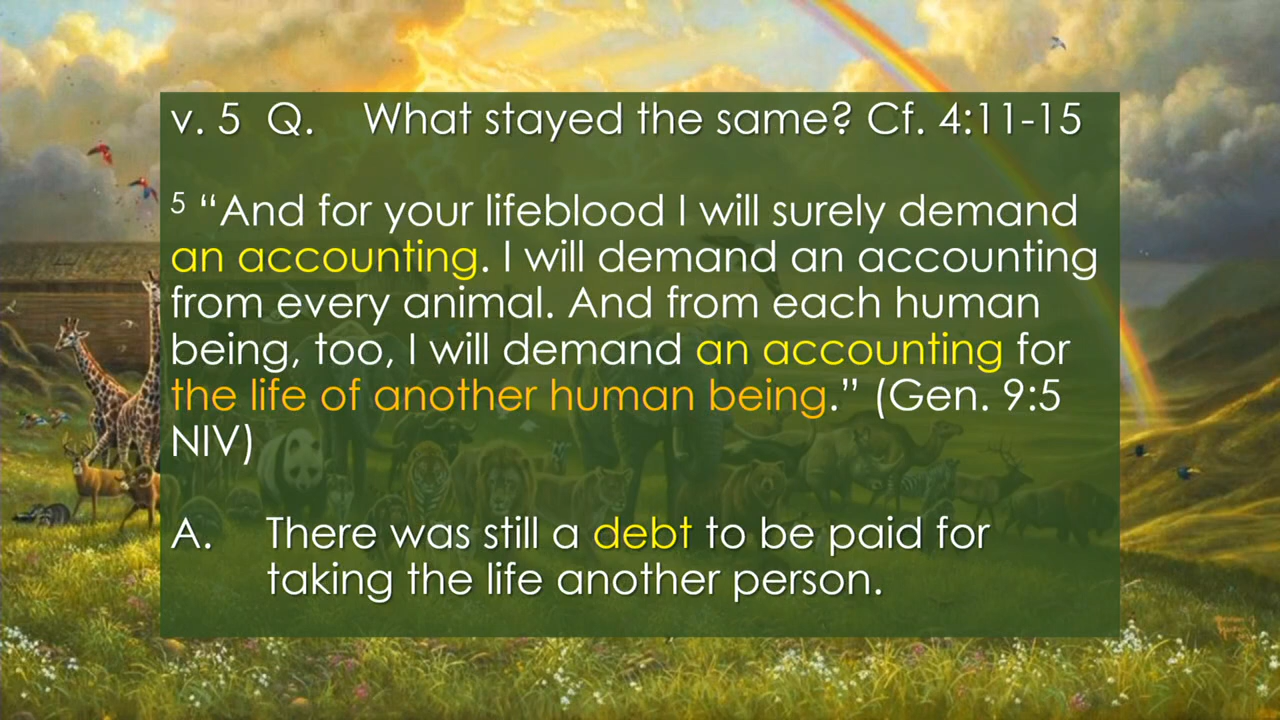 v. 5 Q. What stayed the same? Cf. 4:11-15
5 “And for your lifeblood I will surely demand
an accounting. I will demand an accounting
from every animal. And from each human
being, too, I will demand an accounting for
the life of another human being.” (Gen. 9:5
NIV)
A. There was still a debt to be paid for
taking the life another person.